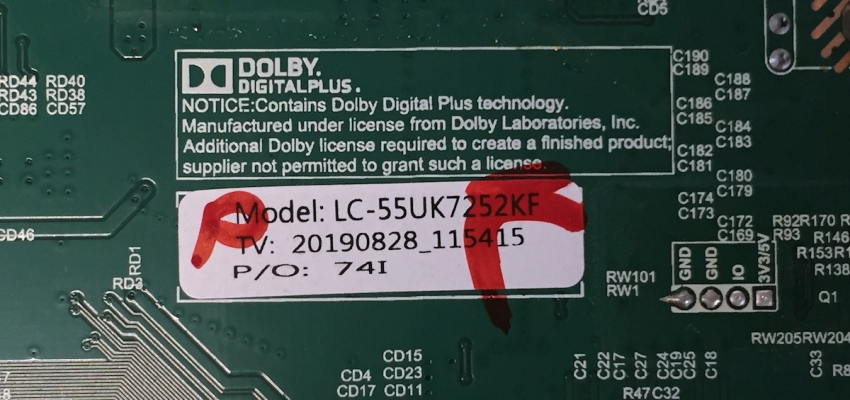 CD5
DOLBY.
DIGITAL PLUS.
NOTICE:Contains Dolby Digital Plus technology.
Manufactured under license from Dolby Laboratories, Inc.
Additional Dolby license required to create a finished product;
supplier not permitted to grant such a license.
Model: LC-55UK7252KF
TV: 20190828_115415
P/O: 74I
RD44 RD40
RD43 RD38
CD86 CD57
CD46
RD1
RD3
C190
C189
C188
C187
C186
C185
C184
C183
C182
C181
C180
C179
C174
C173
C172
C169
R92 R170
R93
R146
R153
R138
GND
GND
IO
3V3/5V
RW101
RW1
Q1
RW205 RW204
CD15
CD4 CD23
CD17 CD11
C21
C22
C17
C27
C24
C19
C25
C18
C33
R47 C32